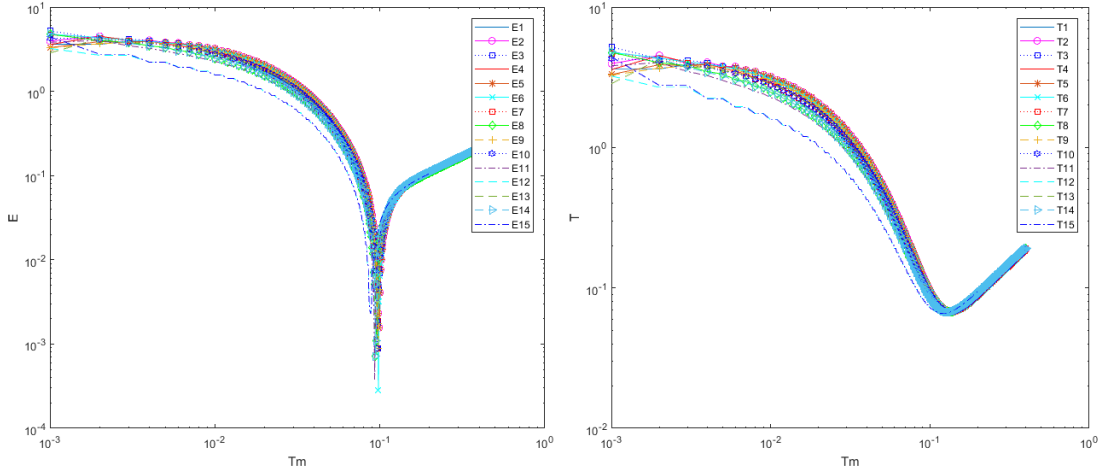 10^1
10^0
10^-1
10^-2
10^-3
10^-4
E
10^-3
10^-2
10^-1
10^0
Tm
E1
E2
E3
E4
E5
E6
E7
E8
E9
E10
E11
E12
E13
E14
E15
10^1
10^0
10^-1
10^-2
T
10^-3
10^-2
10^-1
10^0
Tm
T1
T2
T3
T4
T5
T6
T7
T8
T9
T10
T11
T12
T13
T14
T15